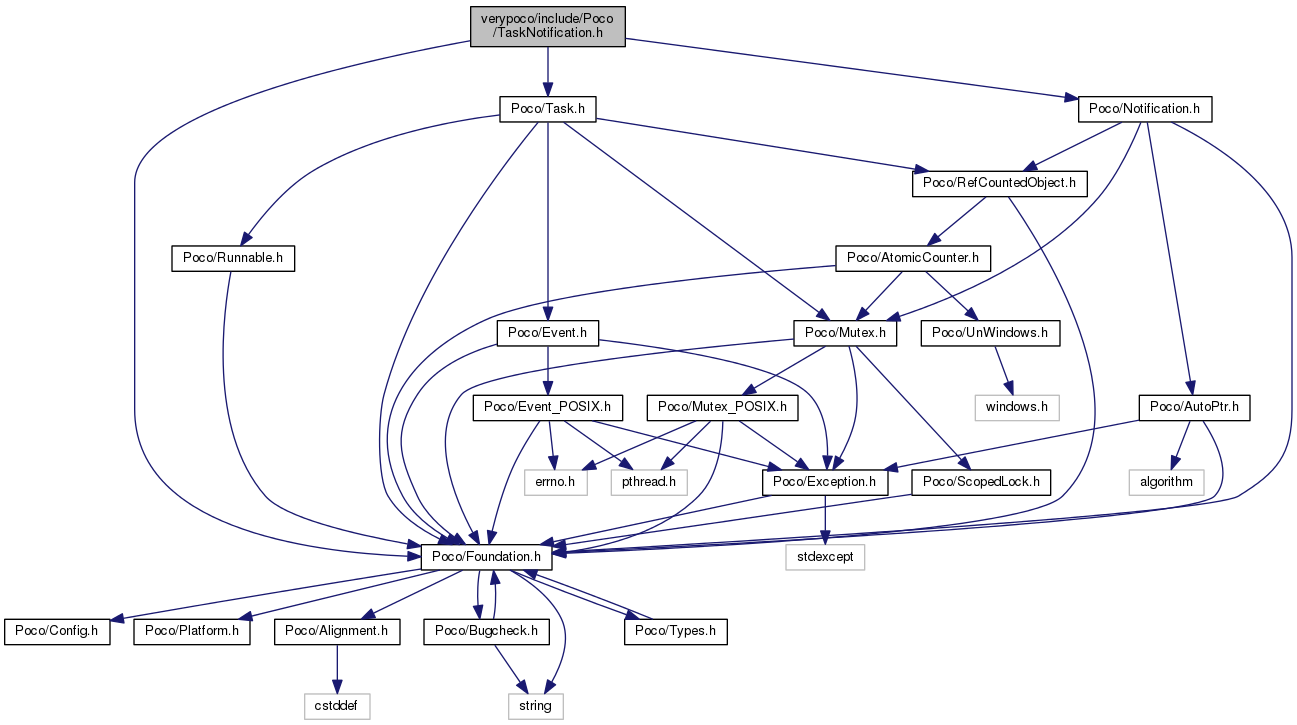 verypoco/include/Poco
/TaskNotification.h
Poco/Task.h
Poco/Notification.h
Poco/RefCountedObject.h
Poco/Runnable.h
Poco/AtomicCounter.h
Poco/Event.h
Poco/Mutex.h
Poco/UnWindows.h
Poco/Event_POSIX.h
Poco/Mutex_POSIX.h
windows.h
Poco/AutoPtr.h
errno.h
pthread.h
Poco/Exception.h
Poco/ScopedLock.h
algorithm
Poco/Foundation.h
stdexcept
Poco/Config.h
Poco/Platform.h
Poco/Alignment.h
Poco/Bugcheck.h
Poco/Types.h
cstddef
string